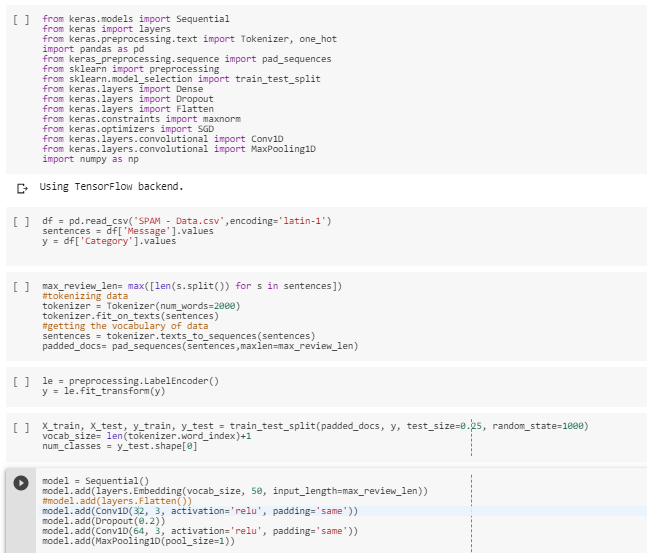 [ ] from keras.models import Sequential
from keras import layers
from keras.preprocessing.text import Tokenizer, one_hot
import pandas as pd
from keras_preprocessing.sequence import pad_sequences
from sklearn import preprocessing
from sklearn.model_selection import train_test_split
from keras.layers import Dense
from keras.layers import Dropout
from keras.layers import Flatten
from keras.constraints import maxnorm
from keras.optimizers import SGD
from keras.layers.convolutional import Conv1D
from keras.layers.convolutional import MaxPooling1D
import numpy as np
Using TensorFlow backend.
[ ] df = pd.read_csv('SPAM - Data.csv',encoding='latin-1')
sentences = df['Message'].values
y = df['Category'].values
[ ] max_review_len= max([len(s.split()) for s in sentences])
#tokenizing data
tokenizer = Tokenizer(num_words=2000)
tokenizer.fit_on_texts(sentences)
#getting the vocabulary of data
sentences = tokenizer.texts_to_sequences(sentences)
padded_docs= pad_sequences(sentences,maxlen=max_review_len)
[ ] le = preprocessing.LabelEncoder()
y = le.fit_transform(y)
[ ] X_train, X_test, y_train, y_test = train_test_split(padded_docs, y, test_size=0.25, random_state=1000)
vocab_size= len(tokenizer.word_index)+1
num_classes = y_test.shape[0]
model = Sequential()
model.add(layers.Embedding(vocab_size, 50, input_length=max_review_len))
#model.add(layers.Flatten())
model.add(Conv1D(32, 3, activation='relu', padding='same'))
model.add(Dropout(0.2))
model.add(Conv1D(64, 3, activation='relu', padding='same'))
model.add(MaxPooling1D(pool_size=1))